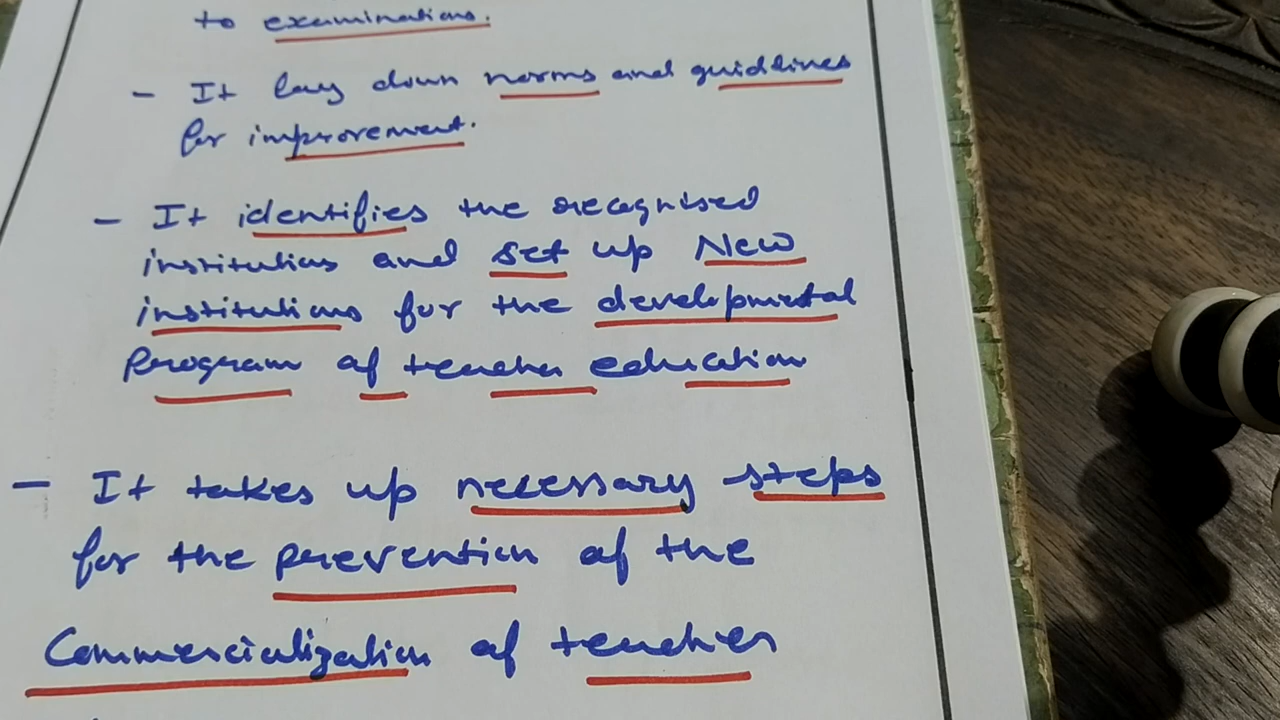 to examinations.
- It lays down norms and guidlines
for improvement.
- It identifies the recognised
institutions and set up New
institutions for the developmental
program of teacher education
- It takes up necessary steps
for the prevention of the
Commercialization of teacher